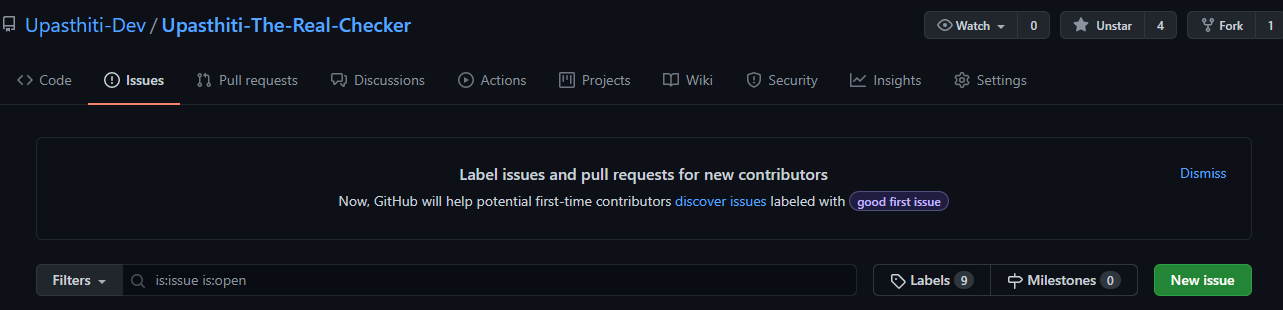 Upasthiti-Dev / Upasthiti-The-Real-Checker Watch 0 Unstar 4 Fork 1
Code Issues Pull requests Discussions Actions Projects Wiki Security Insights Settings
Label issues and pull requests for new contributors Dismiss
Now, GitHub will help potential first-time contributors discover issues labeled with good first issue
Filters is:issue is:open Labels 9 Milestones 0 New issue